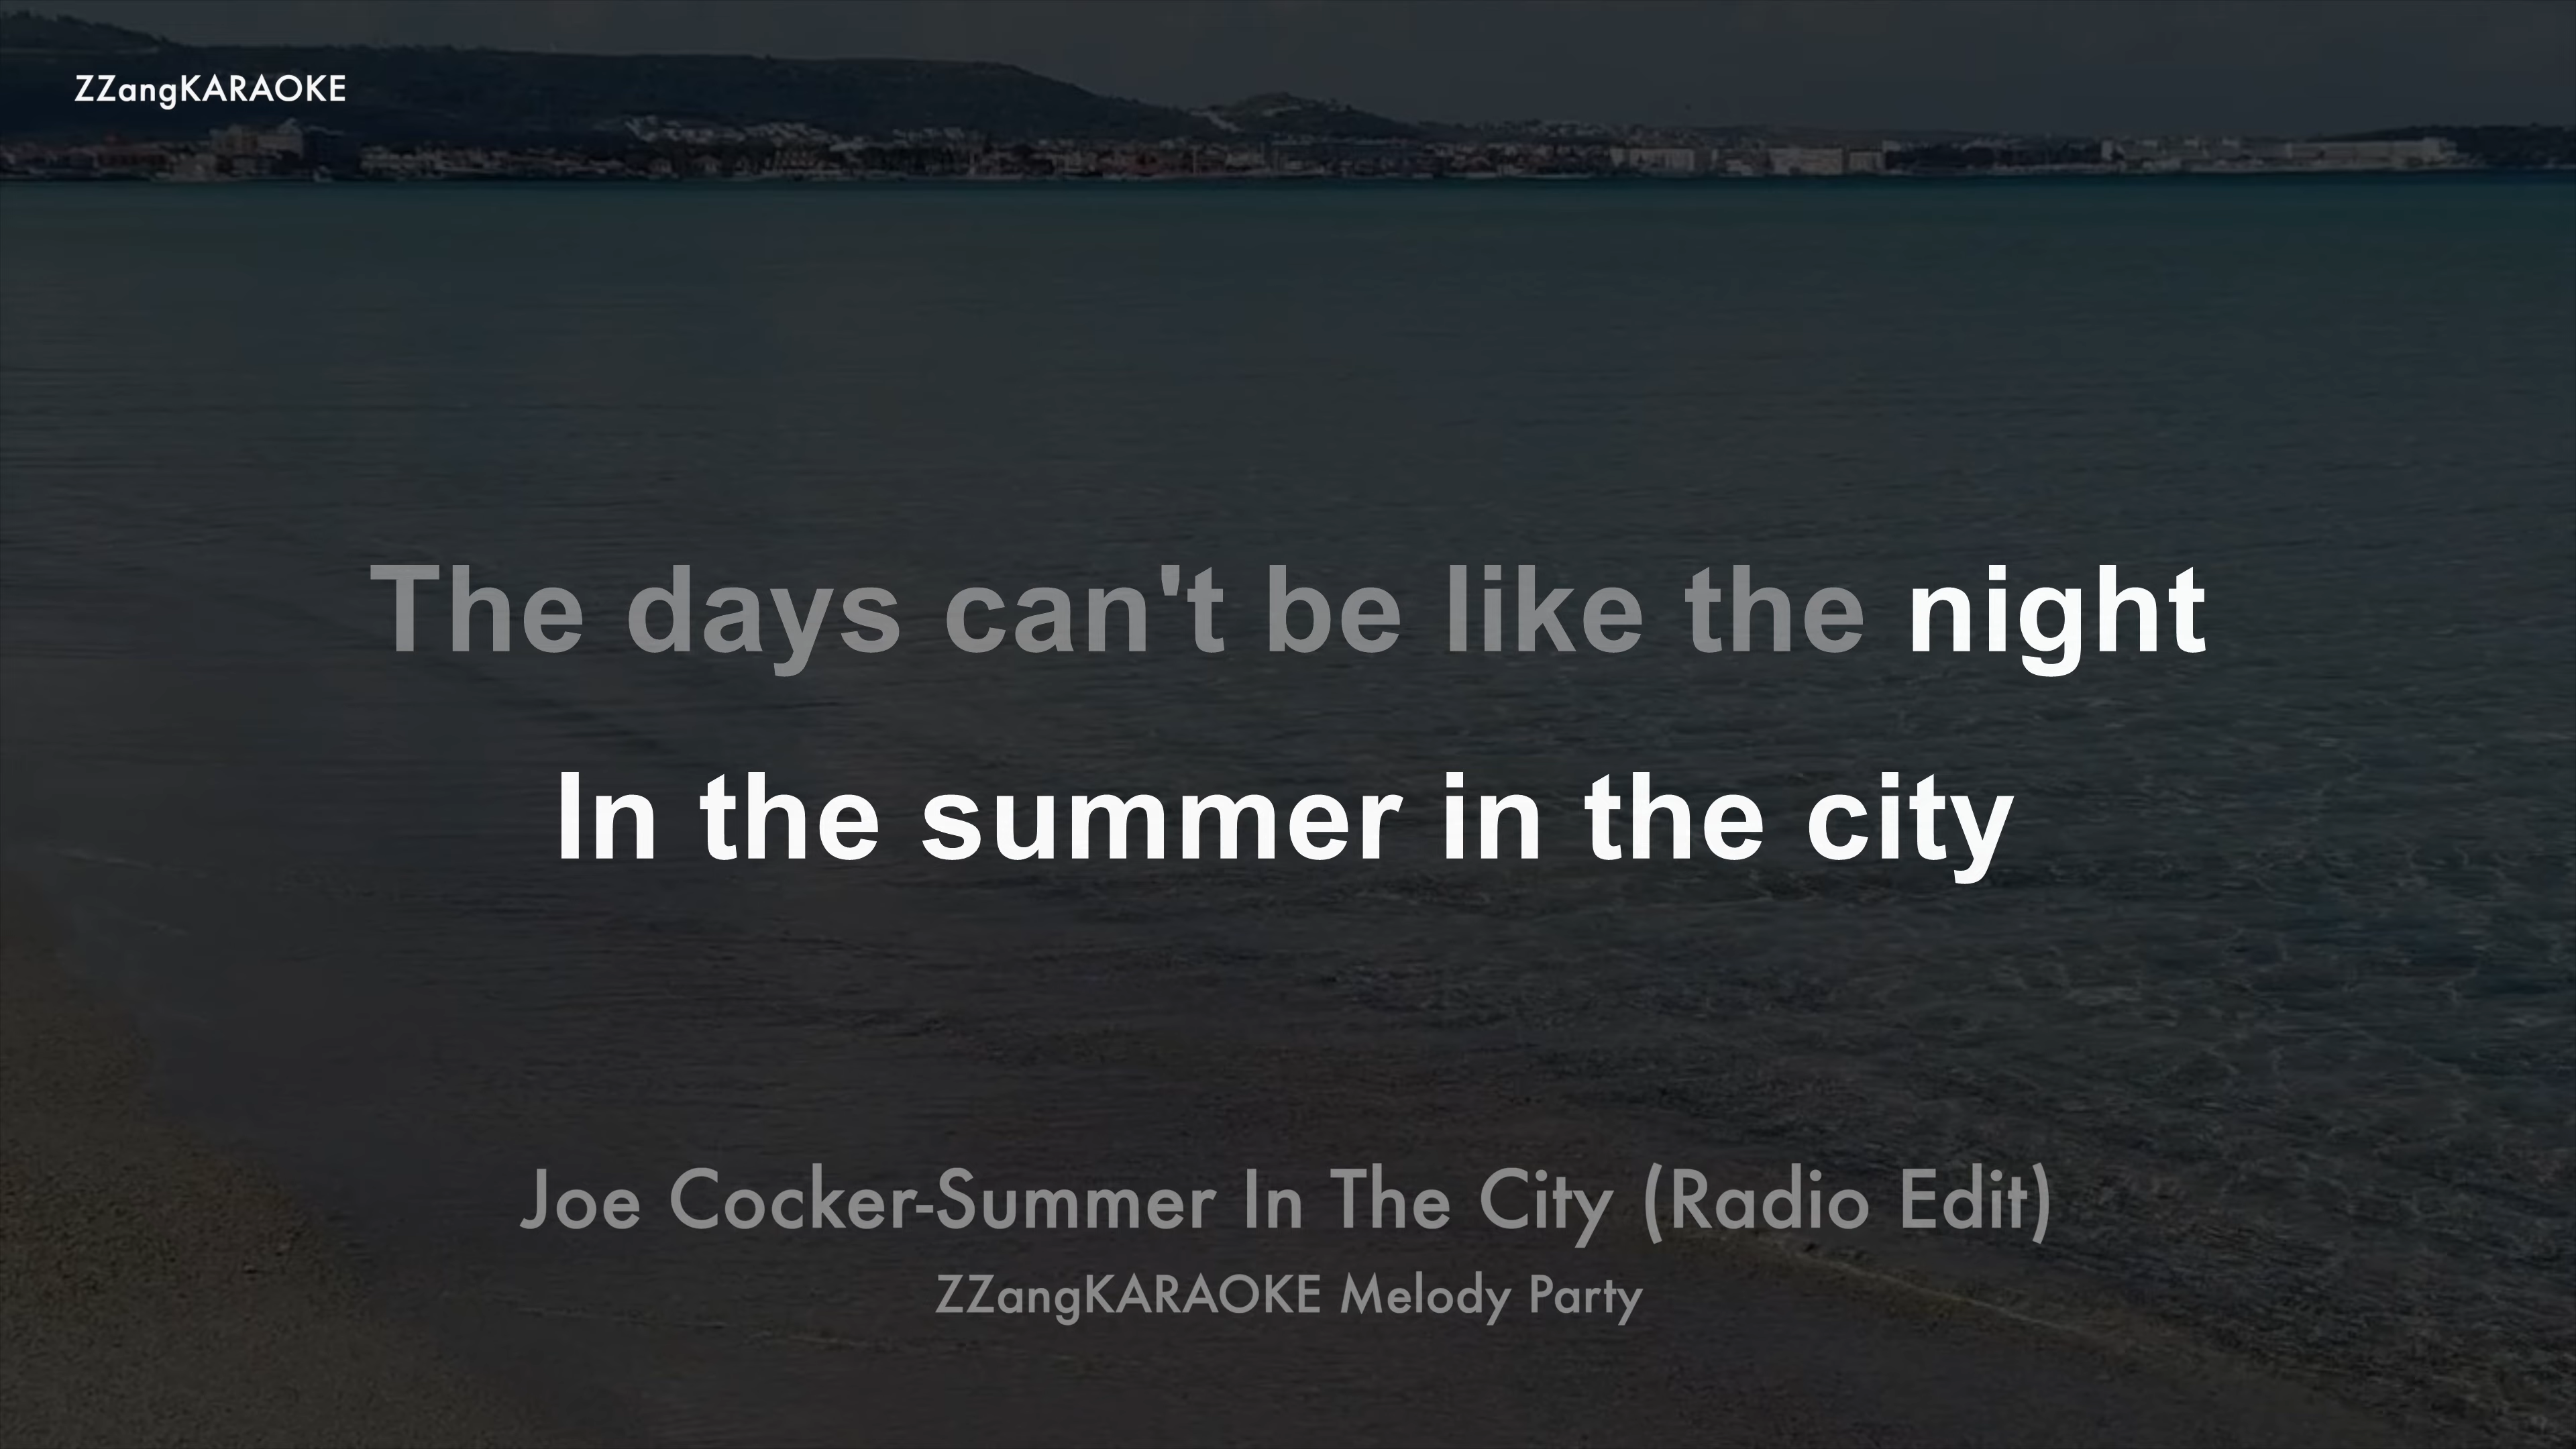 ZZangKARAOKE
The days can't be like the night
In the summer in the city
Joe Cocker-Summer In The City (Radio Edit)
ZZangKARAOKE Melody Party